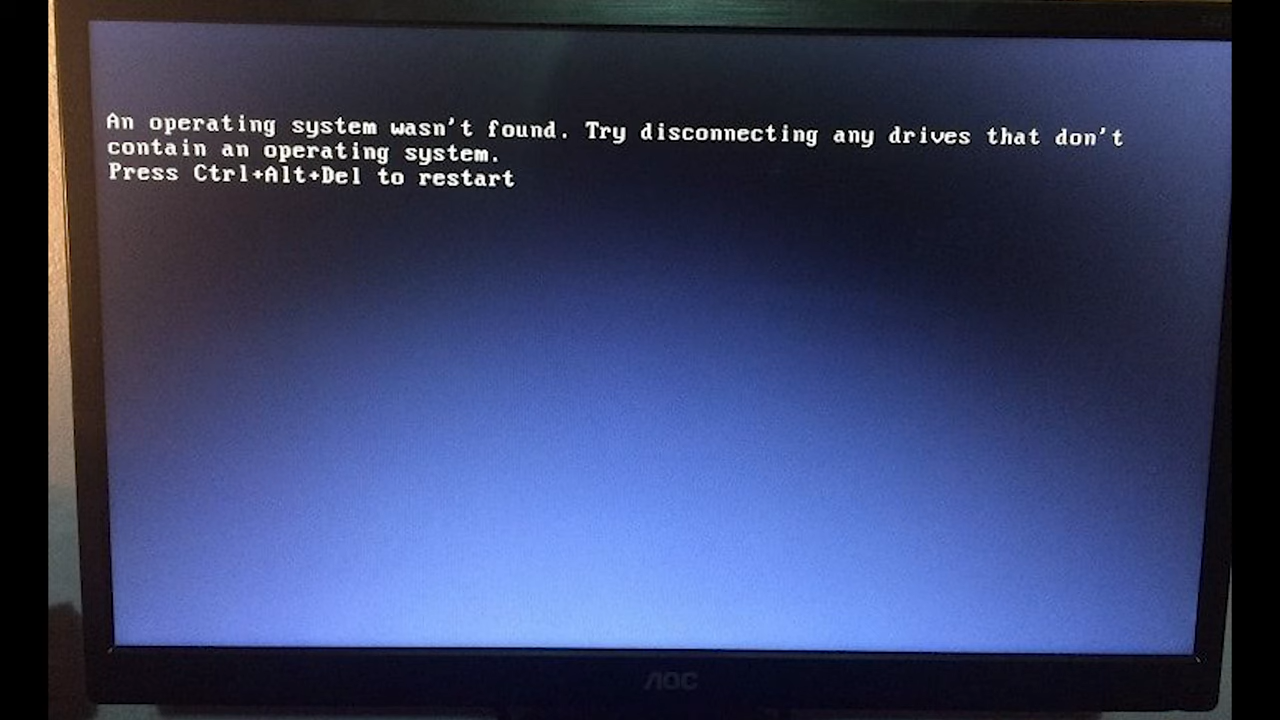 An operating system wasn't found. Try disconnecting any drives that don't
contain an operating system.
Press Ctrl+Alt+Del to restart
AOC